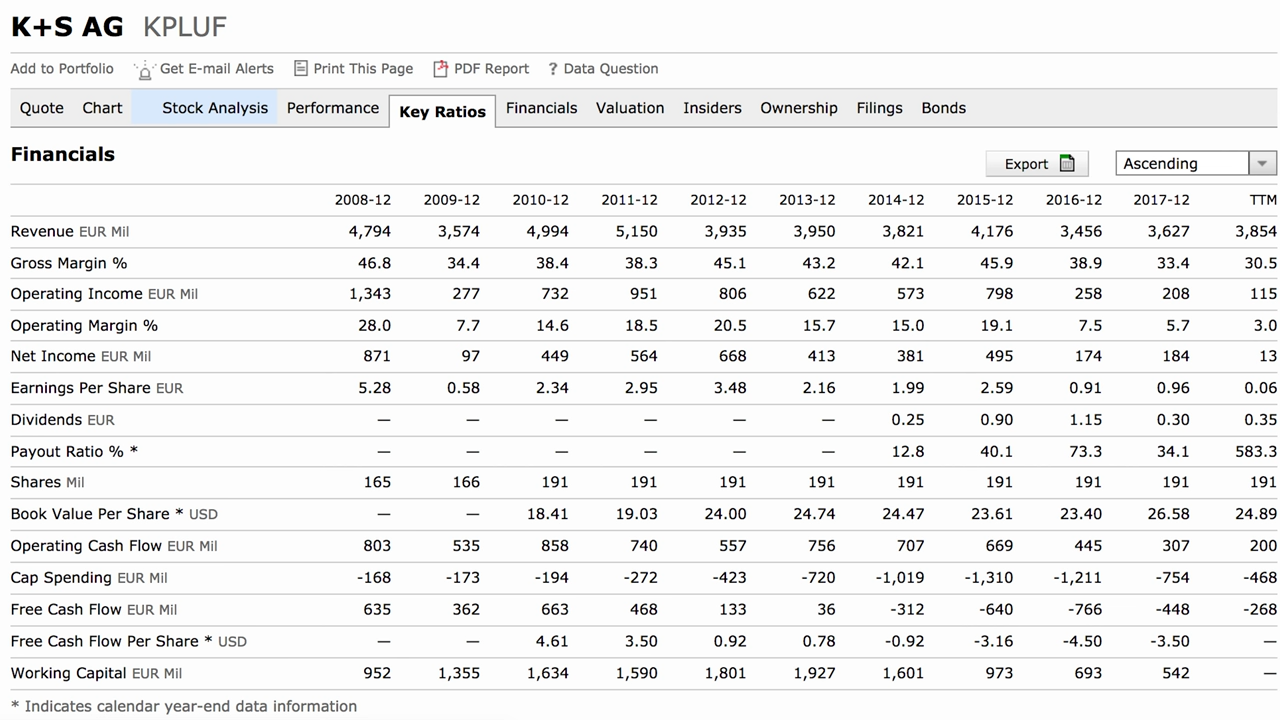 K+S AG KPLUF
Add to Portfolio Get E-mail Alerts Print This Page PDF Report ? Data Question
Quote Chart Stock Analysis Performance Key Ratios Financials Valuation Insiders Ownership Filings Bonds
Financials
Export Ascending
2008-12 2009-12 2010-12 2011-12 2012-12 2013-12 2014-12 2015-12 2016-12 2017-12 TTM
Revenue EUR Mil 4,794 3,574 4,994 5,150 3,935 3,950 3,821 4,176 3,456 3,627 3,854
Gross Margin % 46.8 34.4 38.4 38.3 45.1 43.2 42.1 45.9 38.9 33.4 30.5
Operating Income EUR Mil 1,343 277 732 951 806 622 573 798 258 208 115
Operating Margin % 28.0 7.7 14.6 18.5 20.5 15.7 15.0 19.1 7.5 5.7 3.0
Net Income EUR Mil 871 97 449 564 668 413 381 495 174 184 13
Earnings Per Share EUR 5.28 0.58 2.34 2.95 3.48 2.16 1.99 2.59 0.91 0.96 0.06
Dividends EUR — — — — — — 0.25 0.90 1.15 0.30 0.35
Payout Ratio % * — — — — — — 12.8 40.1 73.3 34.1 583.3
Shares Mil 165 166 191 191 191 191 191 191 191 191 191
Book Value Per Share * USD — — 18.41 19.03 24.00 24.74 24.47 23.61 23.40 26.58 24.89
Operating Cash Flow EUR Mil 803 535 858 740 557 756 707 669 445 307 200
Cap Spending EUR Mil -168 -173 -194 -272 -423 -720 -1,019 -1,310 -1,211 -754 -468
Free Cash Flow EUR Mil 635 362 663 468 133 36 -312 -640 -766 -448 -268
Free Cash Flow Per Share * USD — — 4.61 3.50 0.92 0.78 -0.92 -3.16 -4.50 -3.50 —
Working Capital EUR Mil 952 1,355 1,634 1,590 1,801 1,927 1,601 973 693 542 —
* Indicates calendar year-end data information